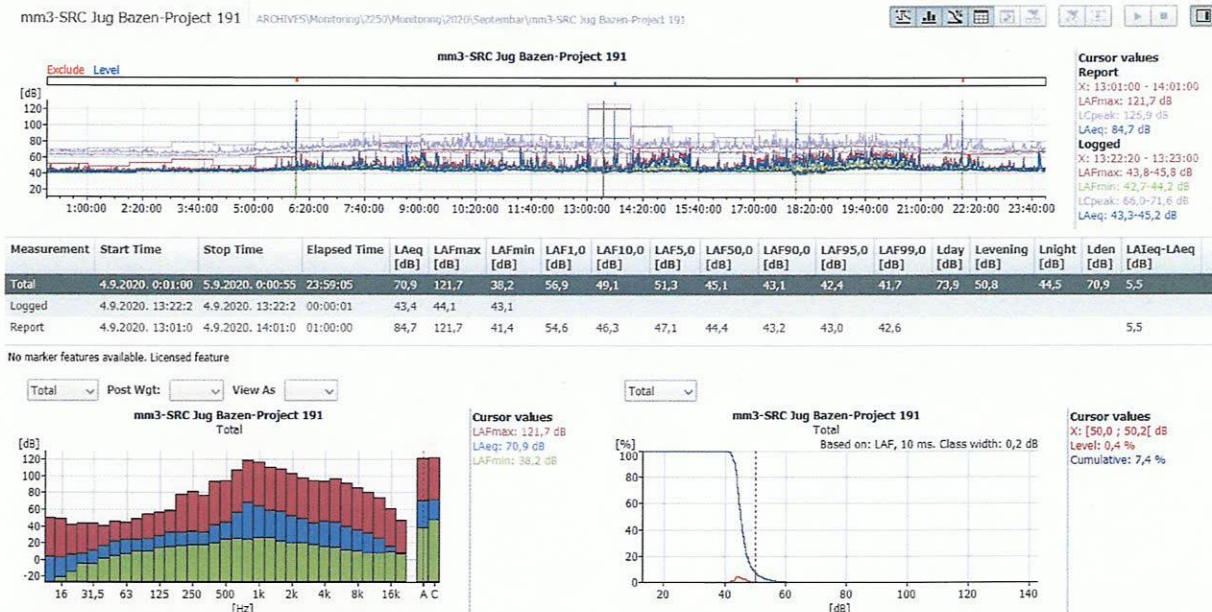 mm3-SRC Jug Bazen-Project 191 ARCHIVES\Monitoring\2250\Monitoring\2020\Septembar\mm3-SRC Jug Bazen-Project 191
mm3-SRC Jug Bazen-Project 191
Exclude Level
[dB]
120
100
80
60
40
20
1:00:00 2:20:00 3:40:00 5:00:00 6:20:00 7:40:00 9:00:00 10:20:00 11:40:00 13:00:00 14:20:00 15:40:00 17:00:00 18:20:00 19:40:00 21:00:00 22:20:00 23:40:00
Cursor values
Report
X: 13:01:00 - 14:01:00
LAFmax: 121,7 dB
LCpeak: 126,9 dB
LAeq: 84,7 dB
Logged
X: 13:22:20 - 13:23:00
LAFmax: 43,8-45,8 dB
LAFmin: 42,7-44,2 dB
LCpeak: 66,0-71,6 dB
LAeq: 43,3-45,2 dB
Measurement Start Time Stop Time Elapsed Time LAeq LAFmax LAFmin LAF1,0 LAF10,0 LAF5,0 LAF50,0 LAF90,0 LAF95,0 LAF99,0 Lday Levening Lnight Lden LAIeq-LAeq
[dB] [dB] [dB] [dB] [dB] [dB] [dB] [dB] [dB] [dB] [dB] [dB] [dB] [dB] [dB]
Total 4.9.2020. 0:01:00 5.9.2020. 0:00:55 23:59:05 70,9 121,7 38,2 56,9 49,1 51,3 45,1 43,1 42,4 41,7 73,9 50,8 44,5 70,9 5,5
Logged 4.9.2020. 13:22:2 4.9.2020. 13:22:2 00:00:01 43,4 44,1 43,1
Report 4.9.2020. 13:01:0 4.9.2020. 14:01:0 01:00:00 84,7 121,7 41,4 54,6 46,3 47,1 44,4 43,2 43,0 42,6 5,5
No marker features available. Licensed feature
Total Post Wgt: View As
mm3-SRC Jug Bazen-Project 191
Total
[dB]
120
100
80
60
40
20
0
-20
16 31,5 63 125 250 500 1k 2k 4k 8k 16k A C
[Hz]
Cursor values
LAFmax: 121,7 dB
LAeq: 70,9 dB
LAFmin: 38,2 dB
Total
mm3-SRC Jug Bazen-Project 191
Total
[%] Based on: LAF, 10 ms. Class width: 0,2 dB
100
80
60
40
20
0
20 40 60 80 100 120 140
[dB]
Cursor values
X: [50,0 ; 50,2[ dB
Level: 0,4 %
Cumulative: 7,4 %